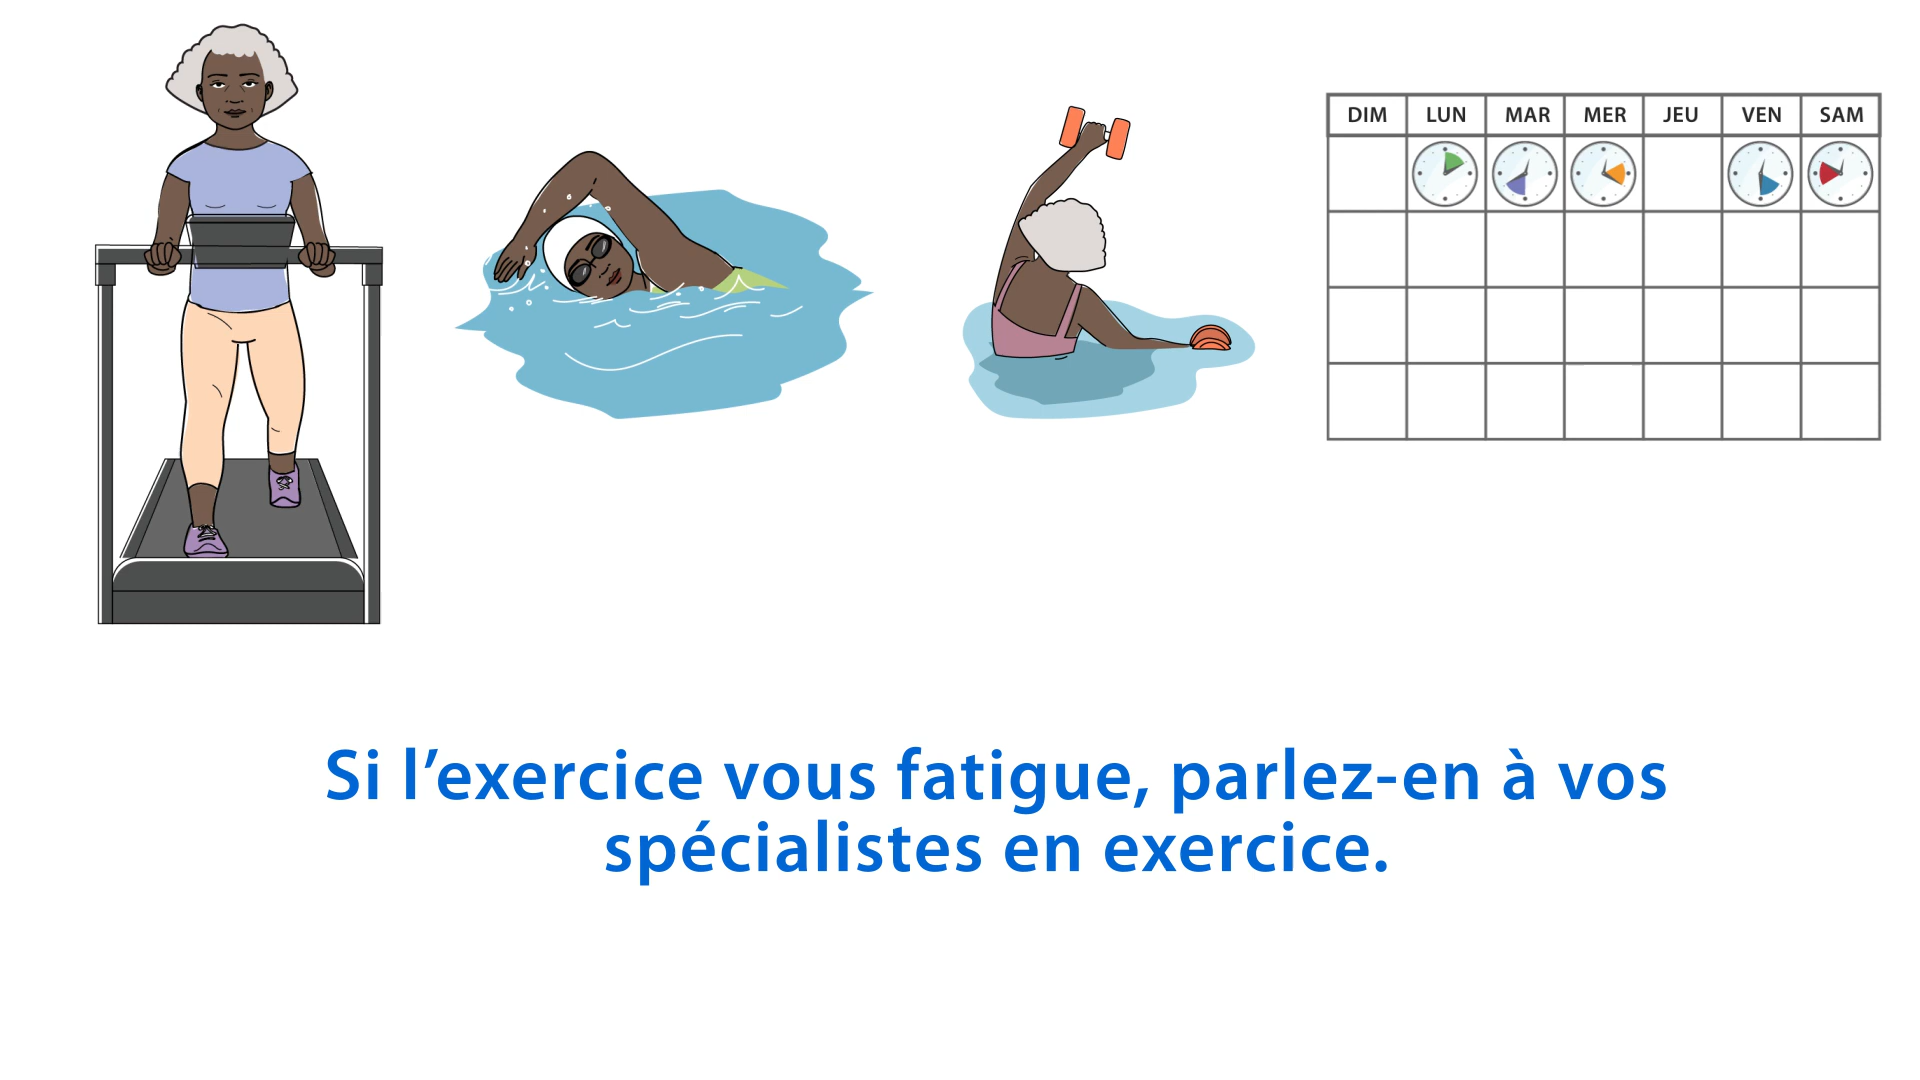 DIM LUN MAR MER JEU VEN SAM
Si l’exercice vous fatigue, parlez-en à vos
spécialistes en exercice.